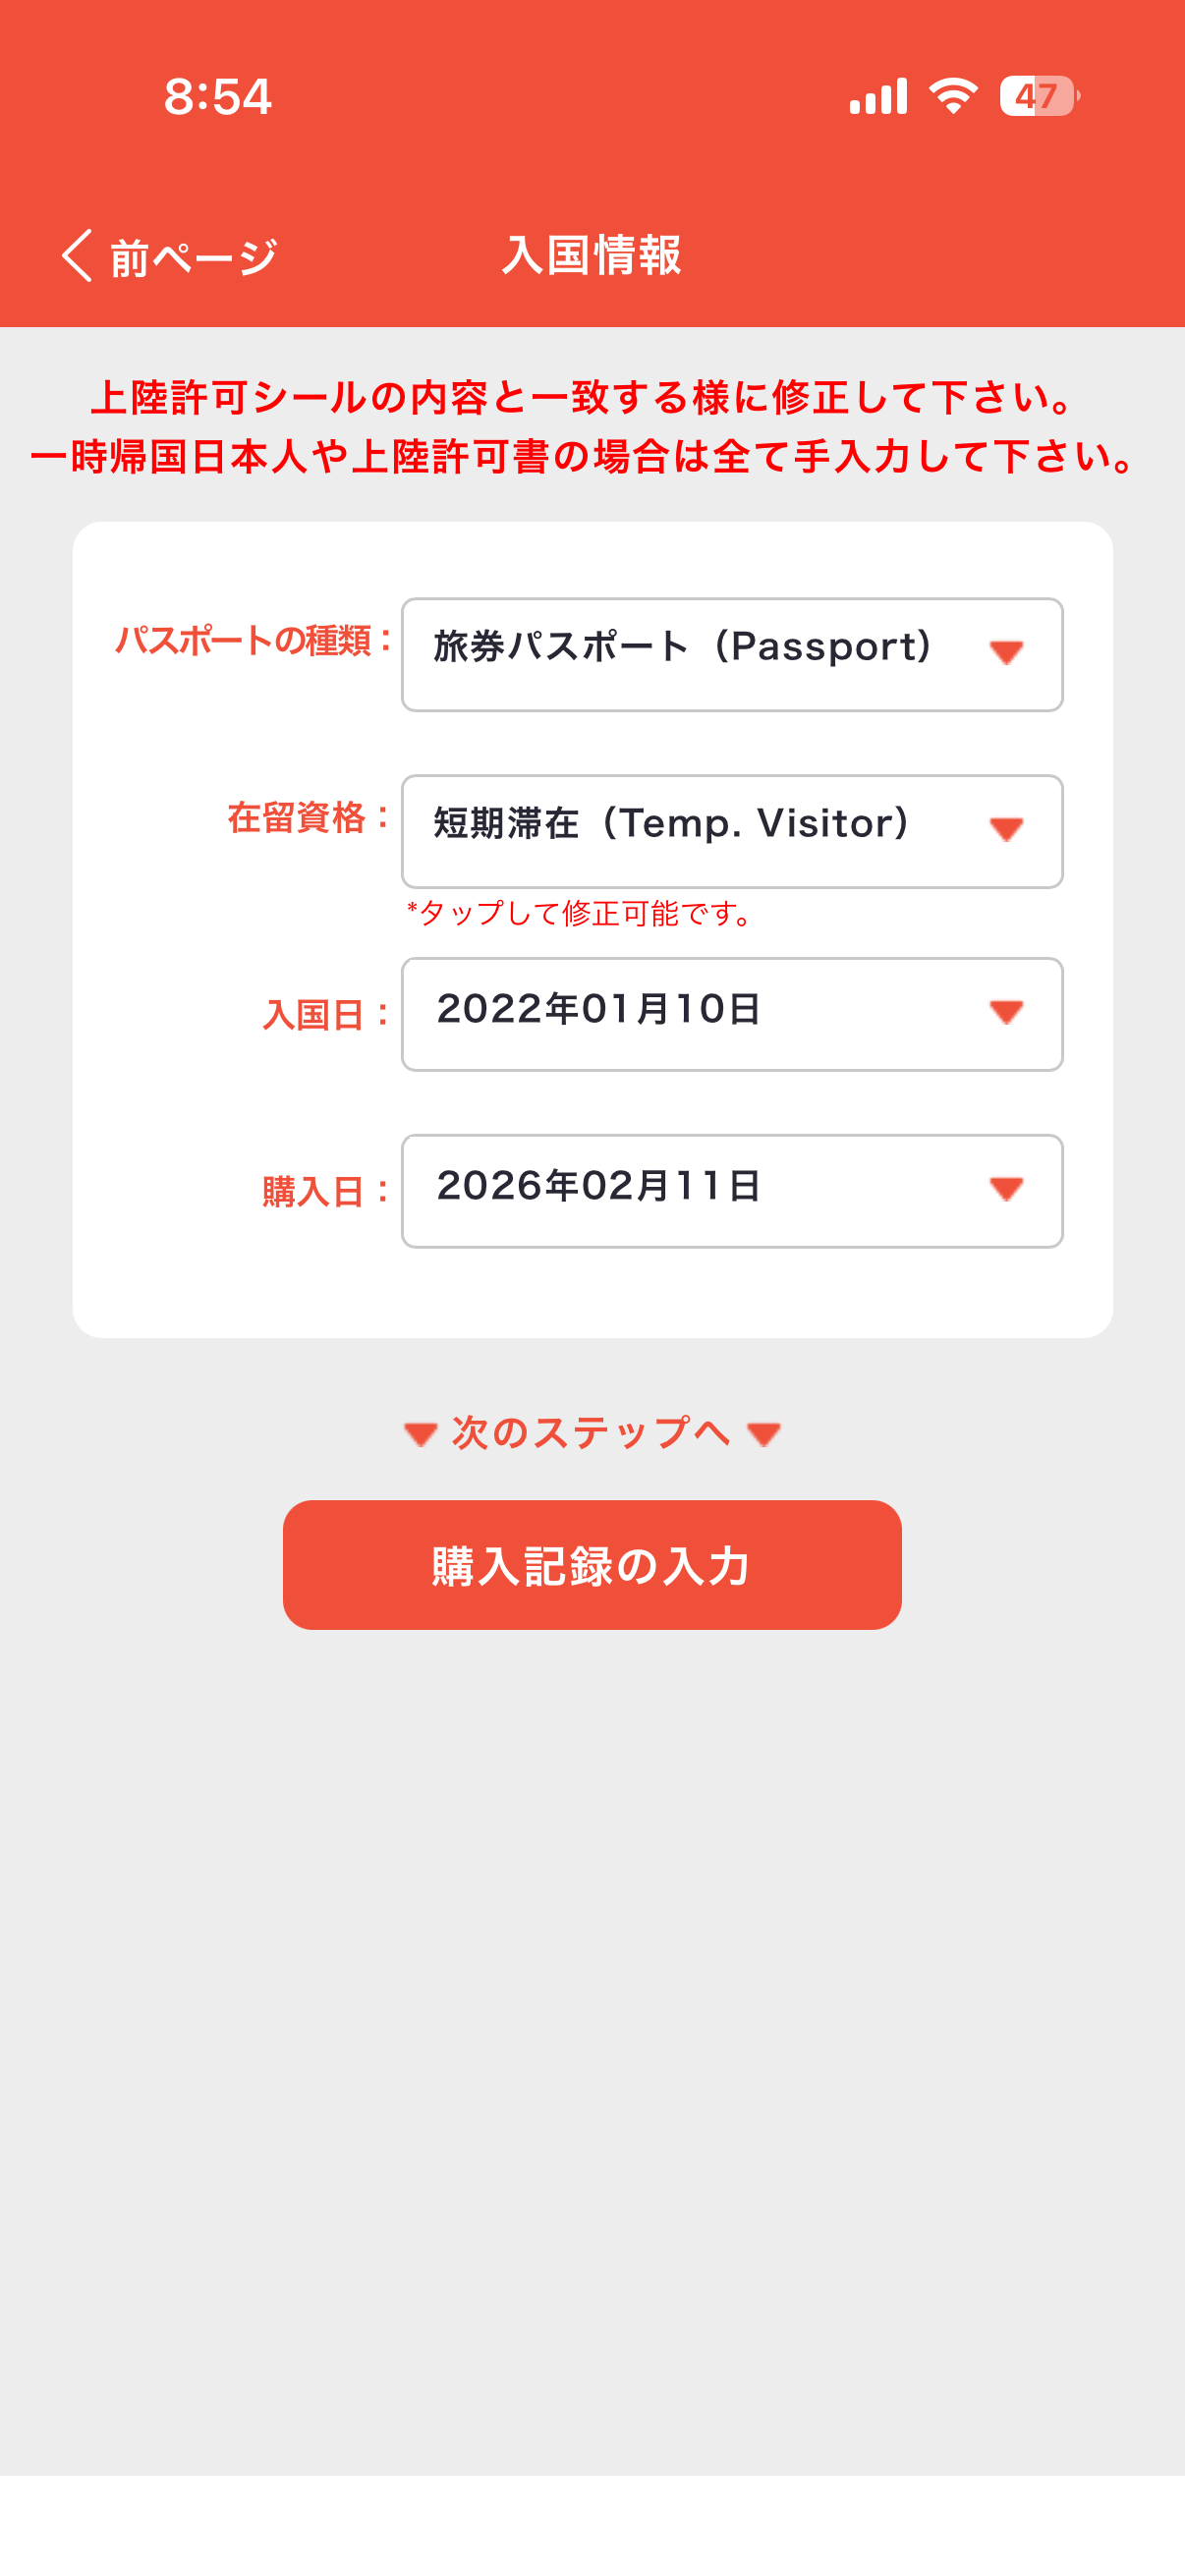 8:54
47
前ページ
入国情報
上陸許可シールの内容と一致する様に修正して下さい。
一時帰国日本人や上陸許可書の場合は全て手入力して下さい。
パスポートの種類：
旅券パスポート（Passport）
在留資格：
短期滞在（Temp. Visitor）
*タップして修正可能です。
入国日：
2022年01月10日
購入日：
2026年02月11日
次のステップへ
購入記録の入力